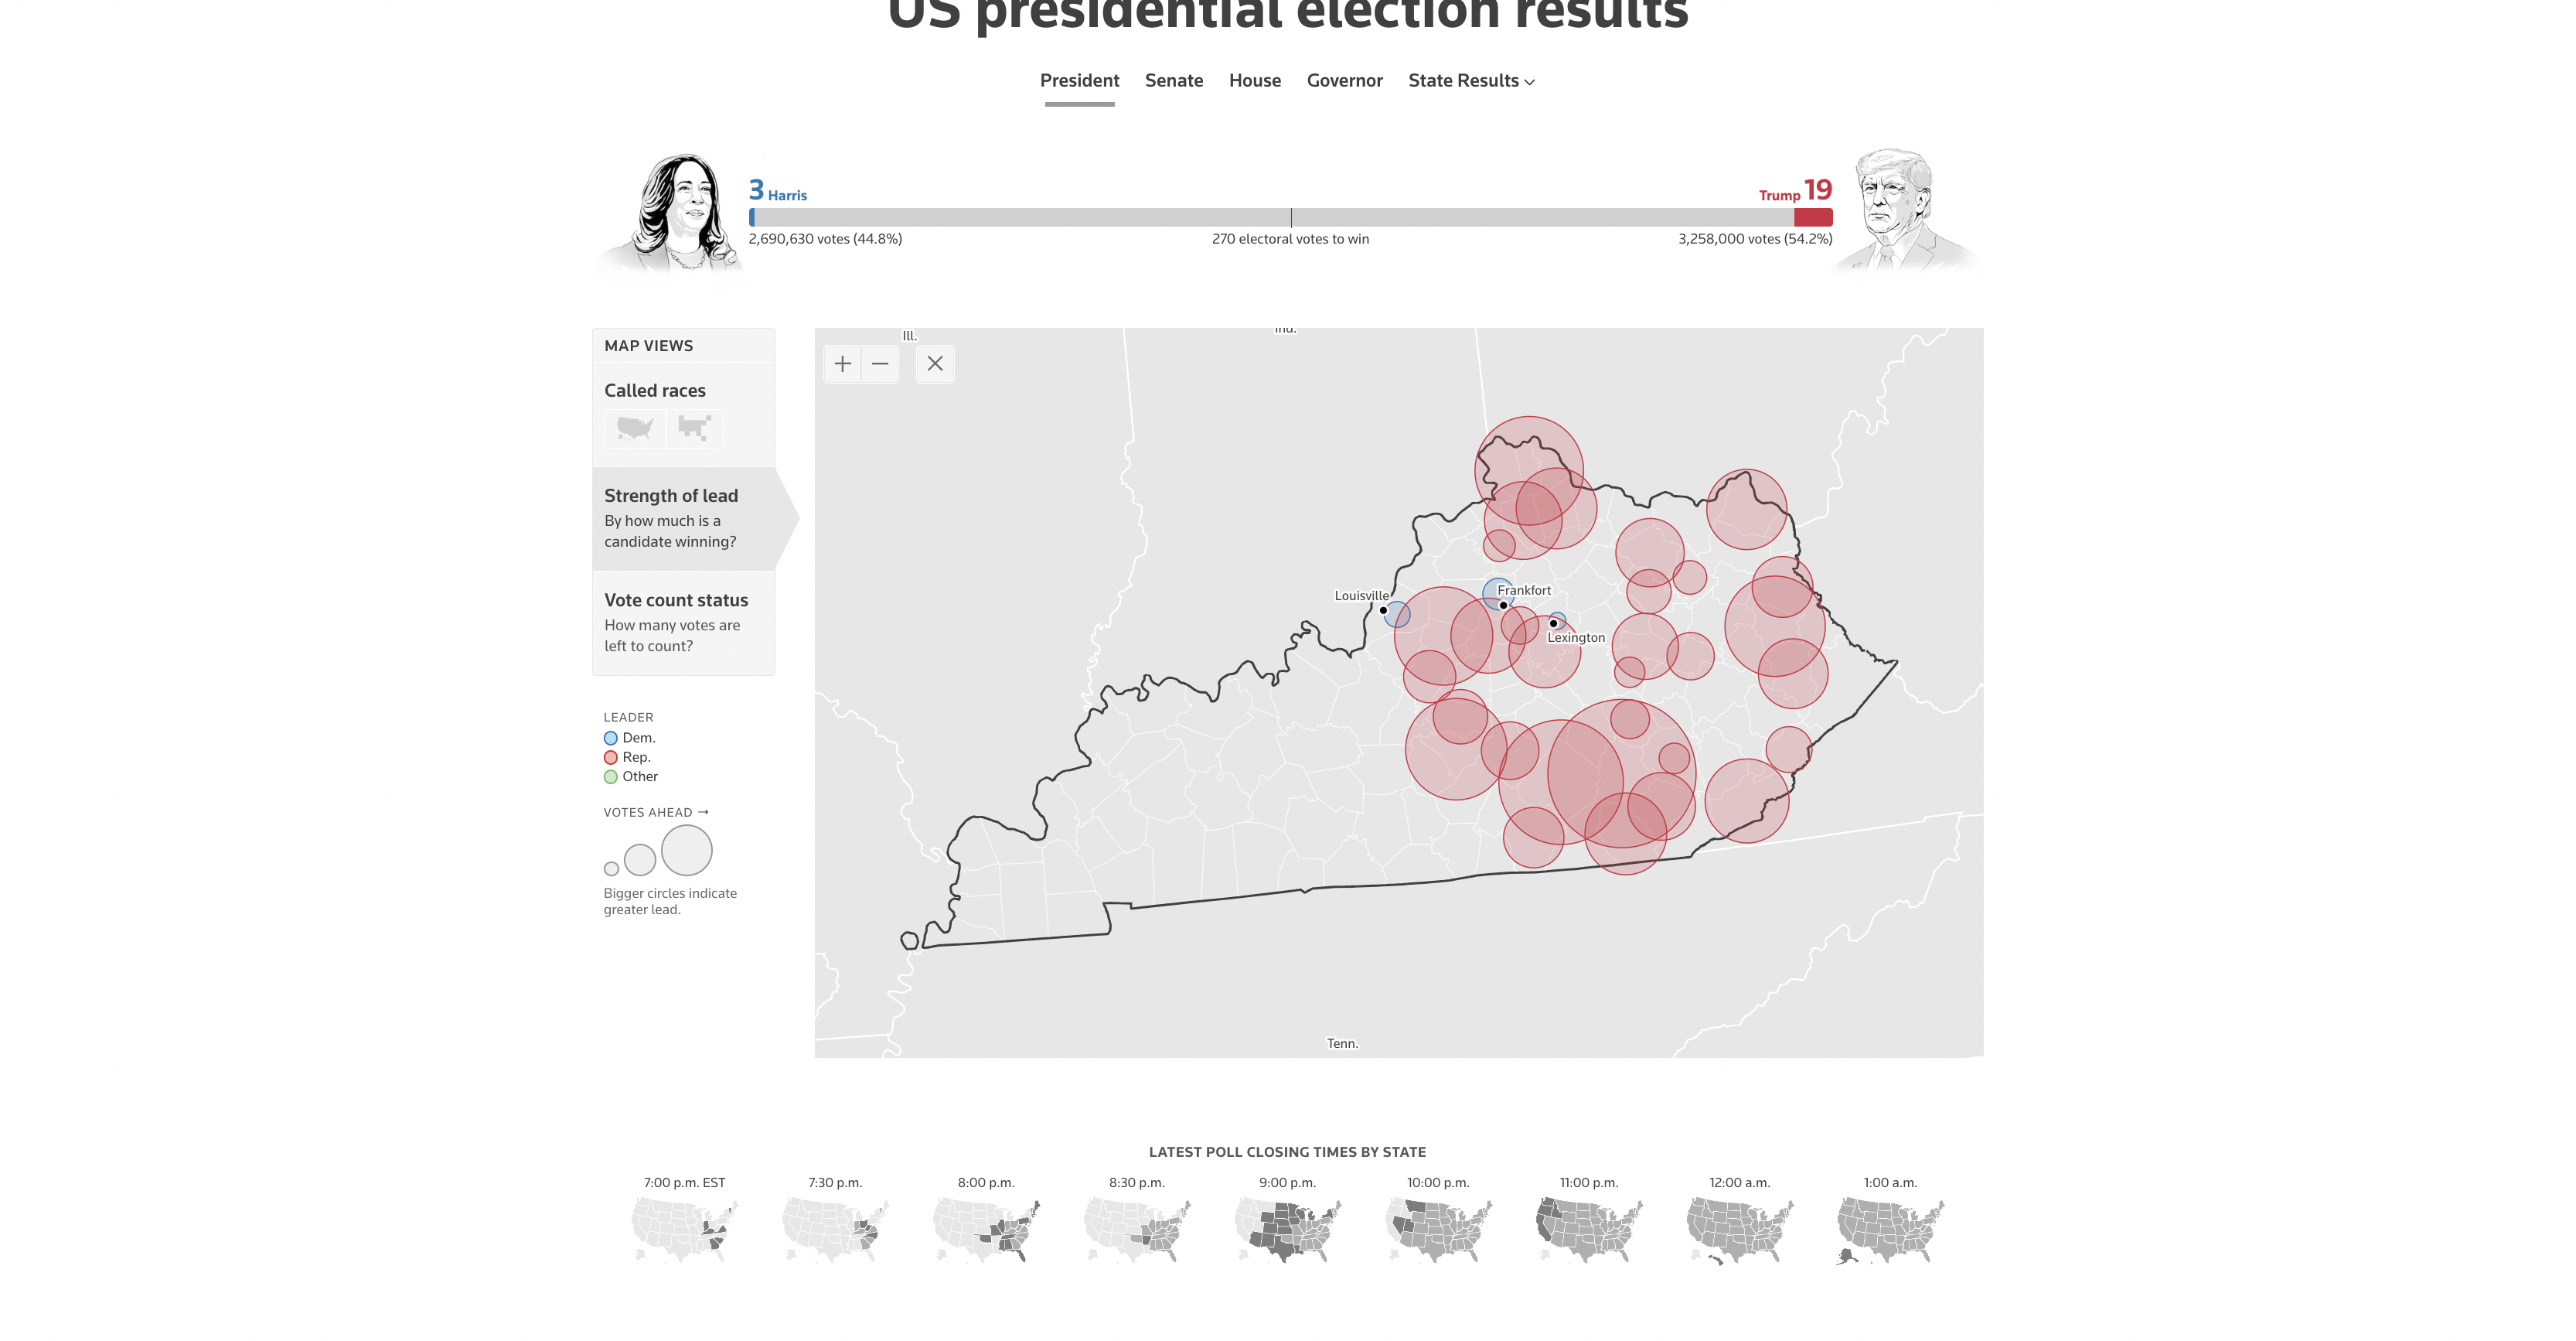 US presidential election results
President Senate House Governor State Results
3 Harris
Trump 19
2,690,630 votes (44.8%)
270 electoral votes to win
3,258,000 votes (54.2%)
MAP VIEWS
Called races
Strength of lead
By how much is a
candidate winning?
Vote count status
How many votes are
left to count?
LEADER
Dem.
Rep.
Other
VOTES AHEAD →
Bigger circles indicate
greater lead.
Ill.
Ind.
Louisville
Frankfort
Lexington
Tenn.
LATEST POLL CLOSING TIMES BY STATE
7:00 p.m. EST
7:30 p.m.
8:00 p.m.
8:30 p.m.
9:00 p.m.
10:00 p.m.
11:00 p.m.
12:00 a.m.
1:00 a.m.